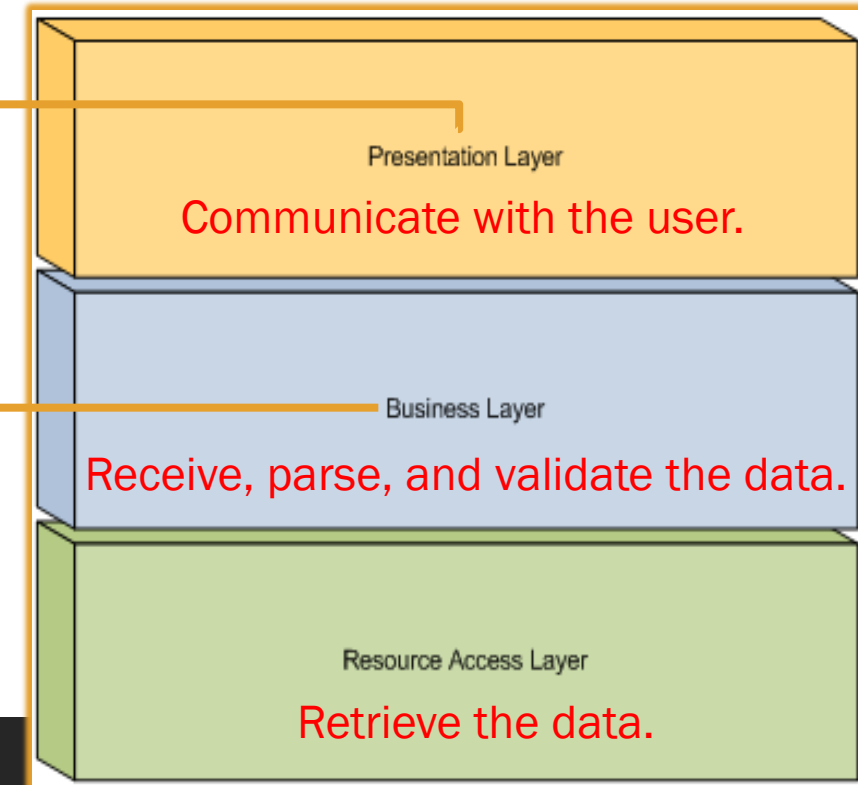 Presentation Layer
Communicate with the user.
Business Layer
Receive, parse, and validate the data.
Resource Access Layer
Retrieve the data.